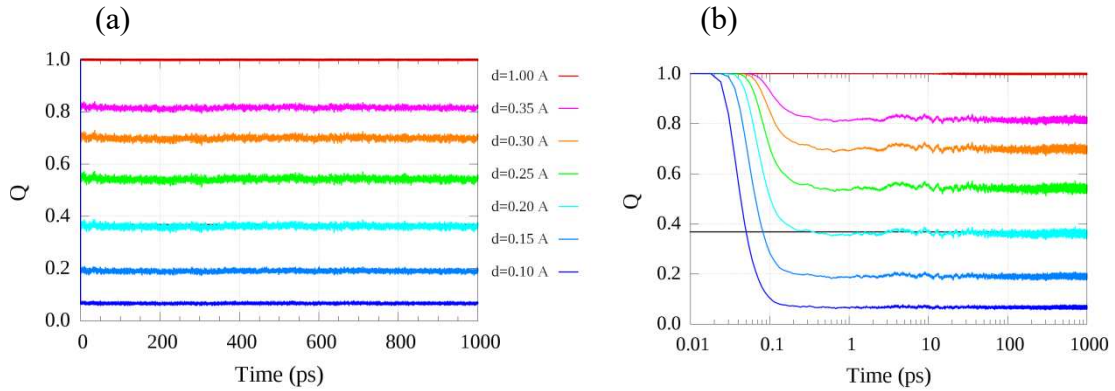 (a)
(b)
1.0
0.8
0.6
0.4
0.2
0.0
Q
0 200 400 600 800 1000
Time (ps)
d=1.00 A
d=0.35 A
d=0.30 A
d=0.25 A
d=0.20 A
d=0.15 A
d=0.10 A
1.0
0.8
0.6
0.4
0.2
0.0
Q
0.01 0.1 1 10 100 1000
Time (ps)